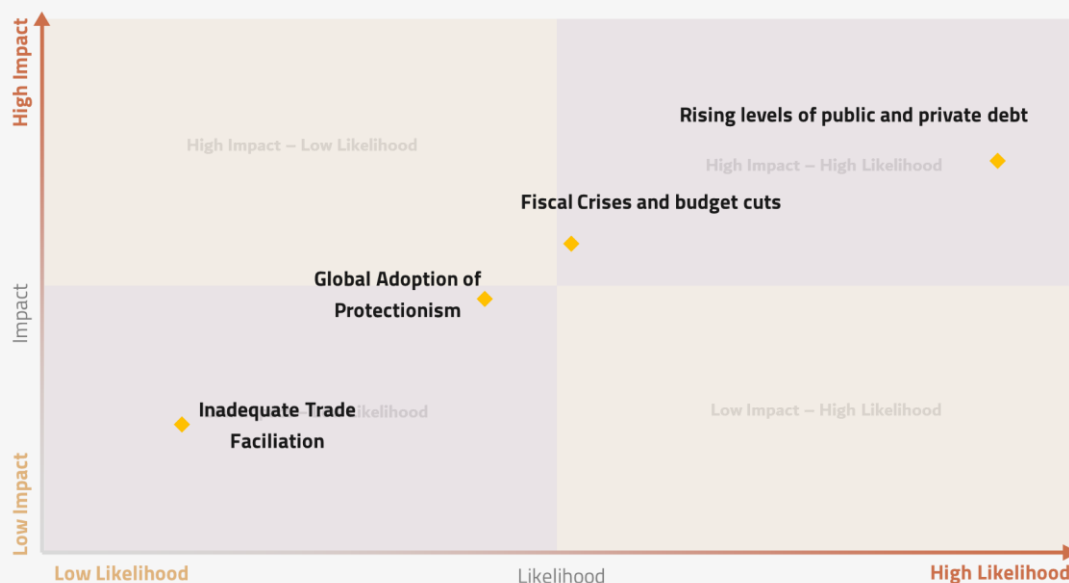 High Impact
Rising levels of public and private debt
High Impact – Low Likelihood
High Impact – High Likelihood
Fiscal Crises and budget cuts
Global Adoption of
Protectionism
Impact
Inadequate Trade
Faciliation
Likelihood
Low Impact – High Likelihood
Low Impact
Low Likelihood
Likelihood
High Likelihood